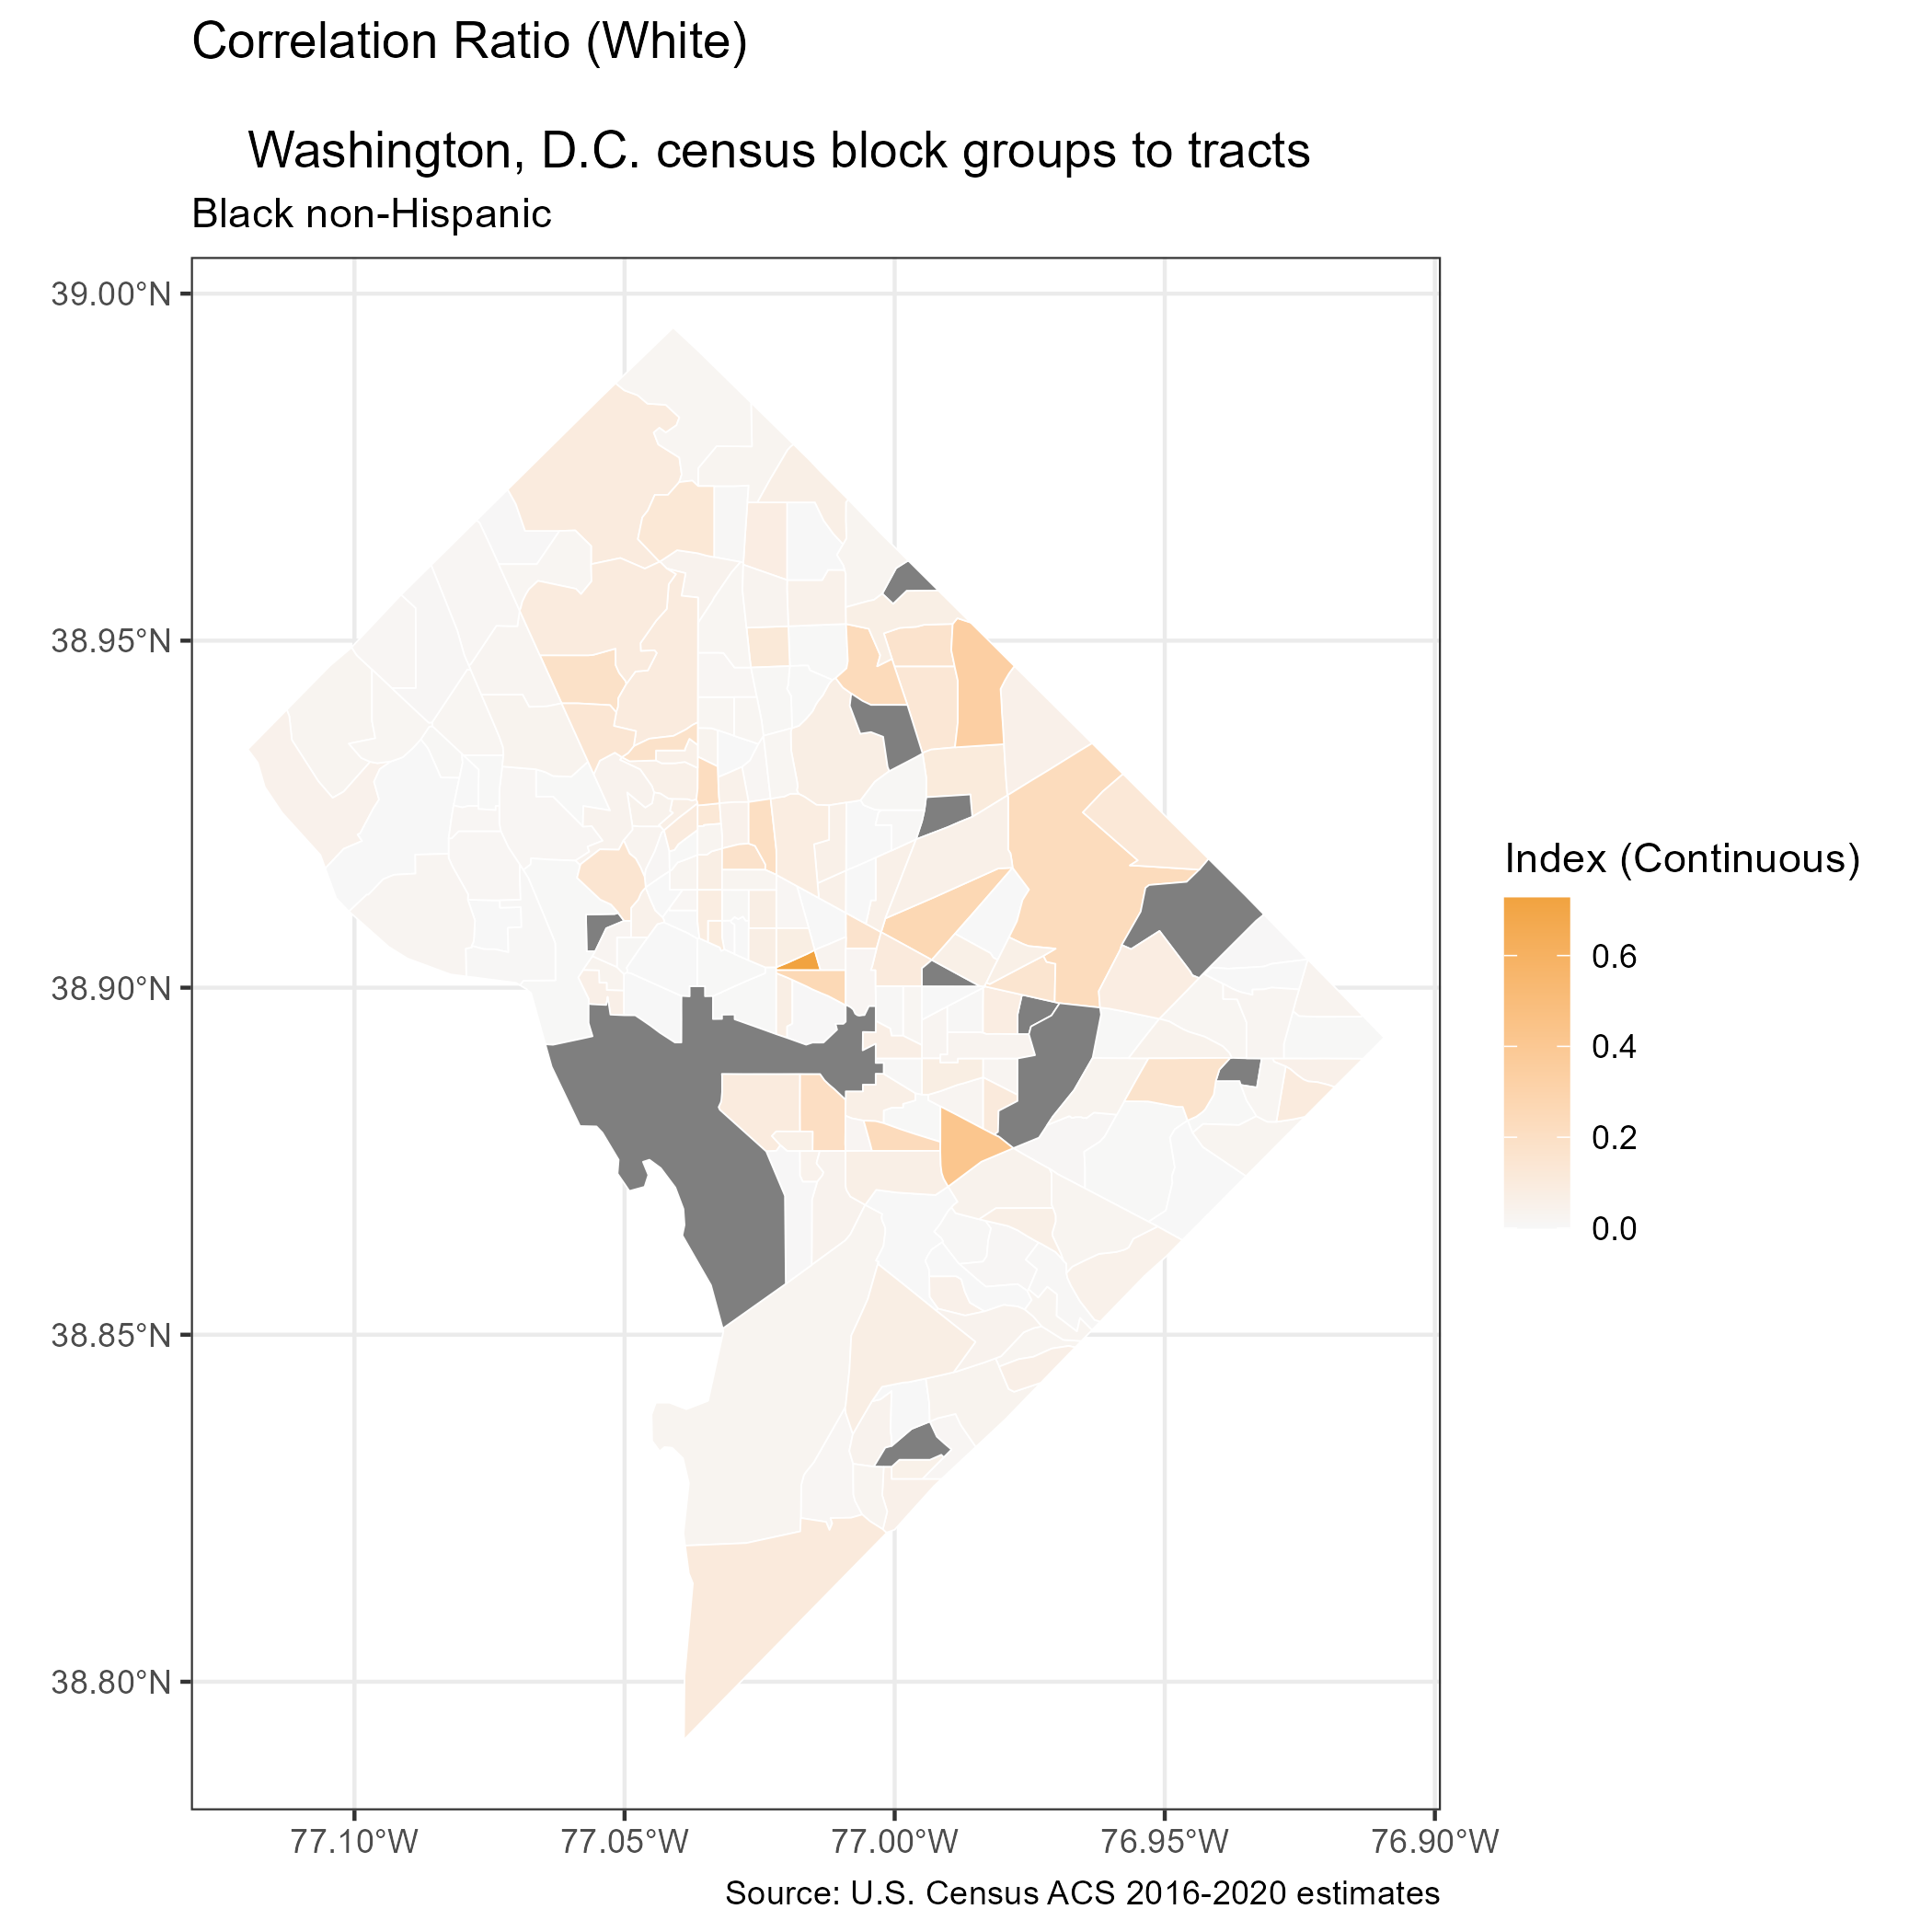 Correlation Ratio (White)
Washington, D.C. census block groups to tracts
Black non-Hispanic
39.00°N
38.95°N
38.90°N
38.85°N
38.80°N
77.10°W
77.05°W
77.00°W
76.95°W
76.90°W
Index (Continuous)
0.6
0.4
0.2
0.0
Source: U.S. Census ACS 2016-2020 estimates